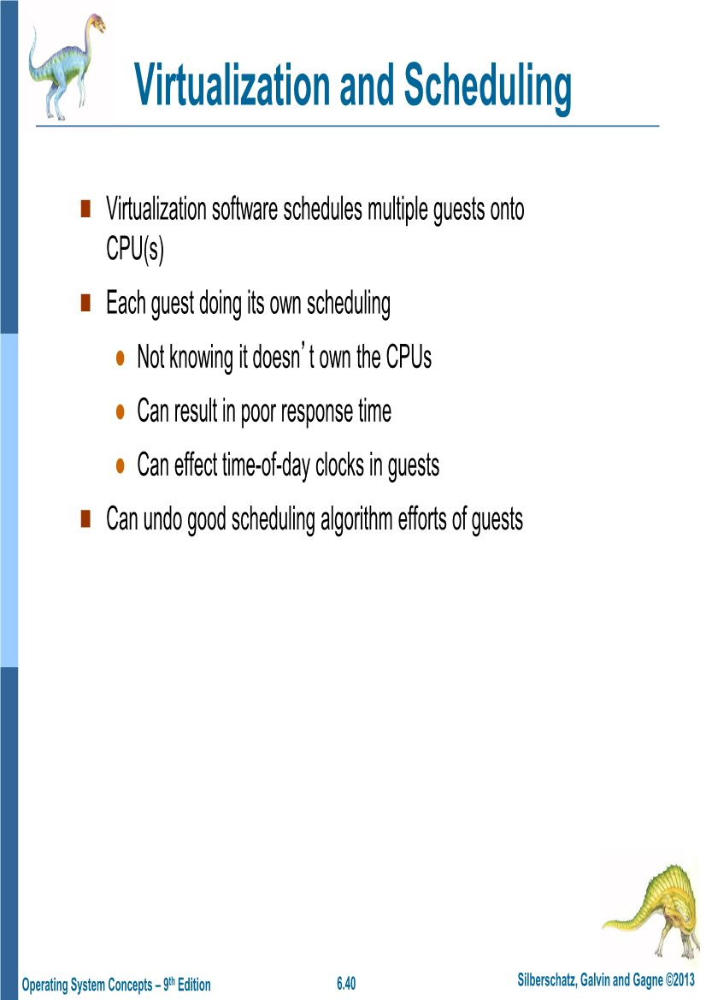 Virtualization and Scheduling
Virtualization software schedules multiple guests onto
CPU(s)
Each guest doing its own scheduling
Not knowing it doesn’t own the CPUs
Can result in poor response time
Can effect time-of-day clocks in guests
Can undo good scheduling algorithm efforts of guests
Operating System Concepts – 9th Edition
6.40
Silberschatz, Galvin and Gagne ©2013